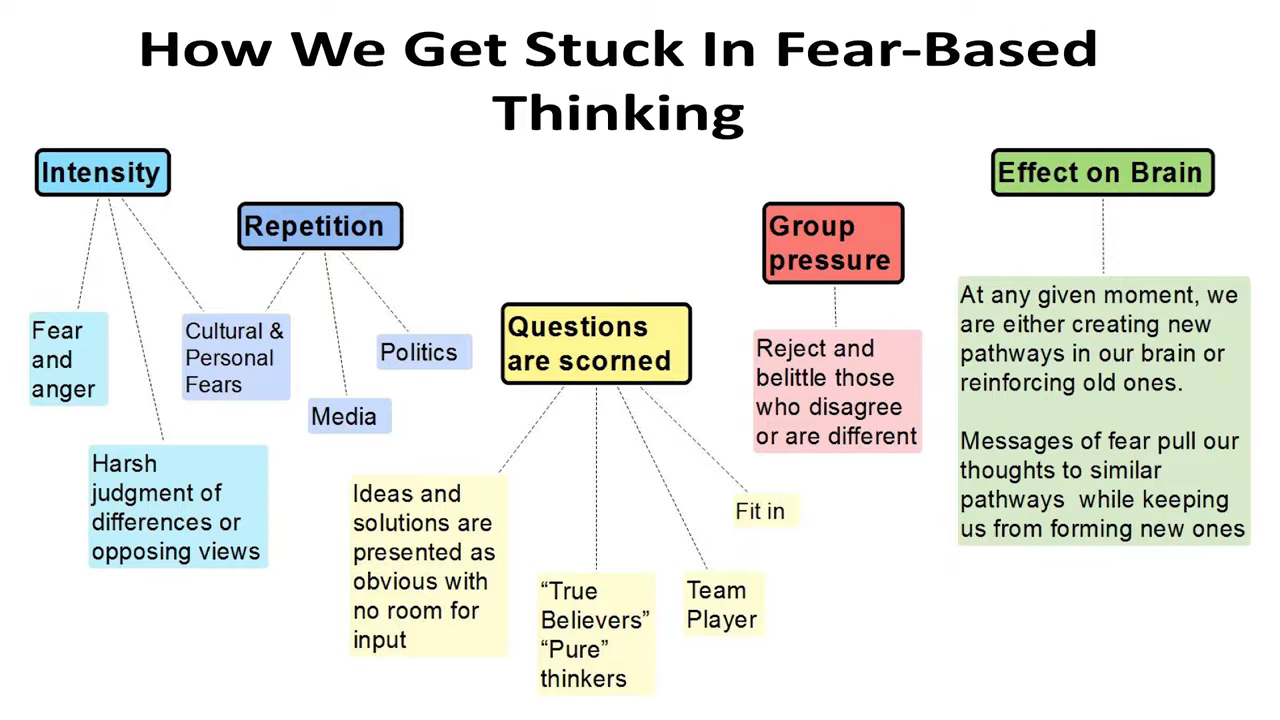 How We Get Stuck In Fear-Based
Thinking
Intensity
Fear
and
anger
Harsh
judgment of
differences or
opposing views
Repetition
Cultural &
Personal
Fears
Media
Politics
Questions
are scorned
Ideas and
solutions are
presented as
obvious with
no room for
input
“True
Believers”
“Pure”
thinkers
Team
Player
Fit in
Group
pressure
Reject and
belittle those
who disagree
or are different
Effect on Brain
At any given moment, we
are either creating new
pathways in our brain or
reinforcing old ones.
Messages of fear pull our
thoughts to similar
pathways while keeping
us from forming new ones